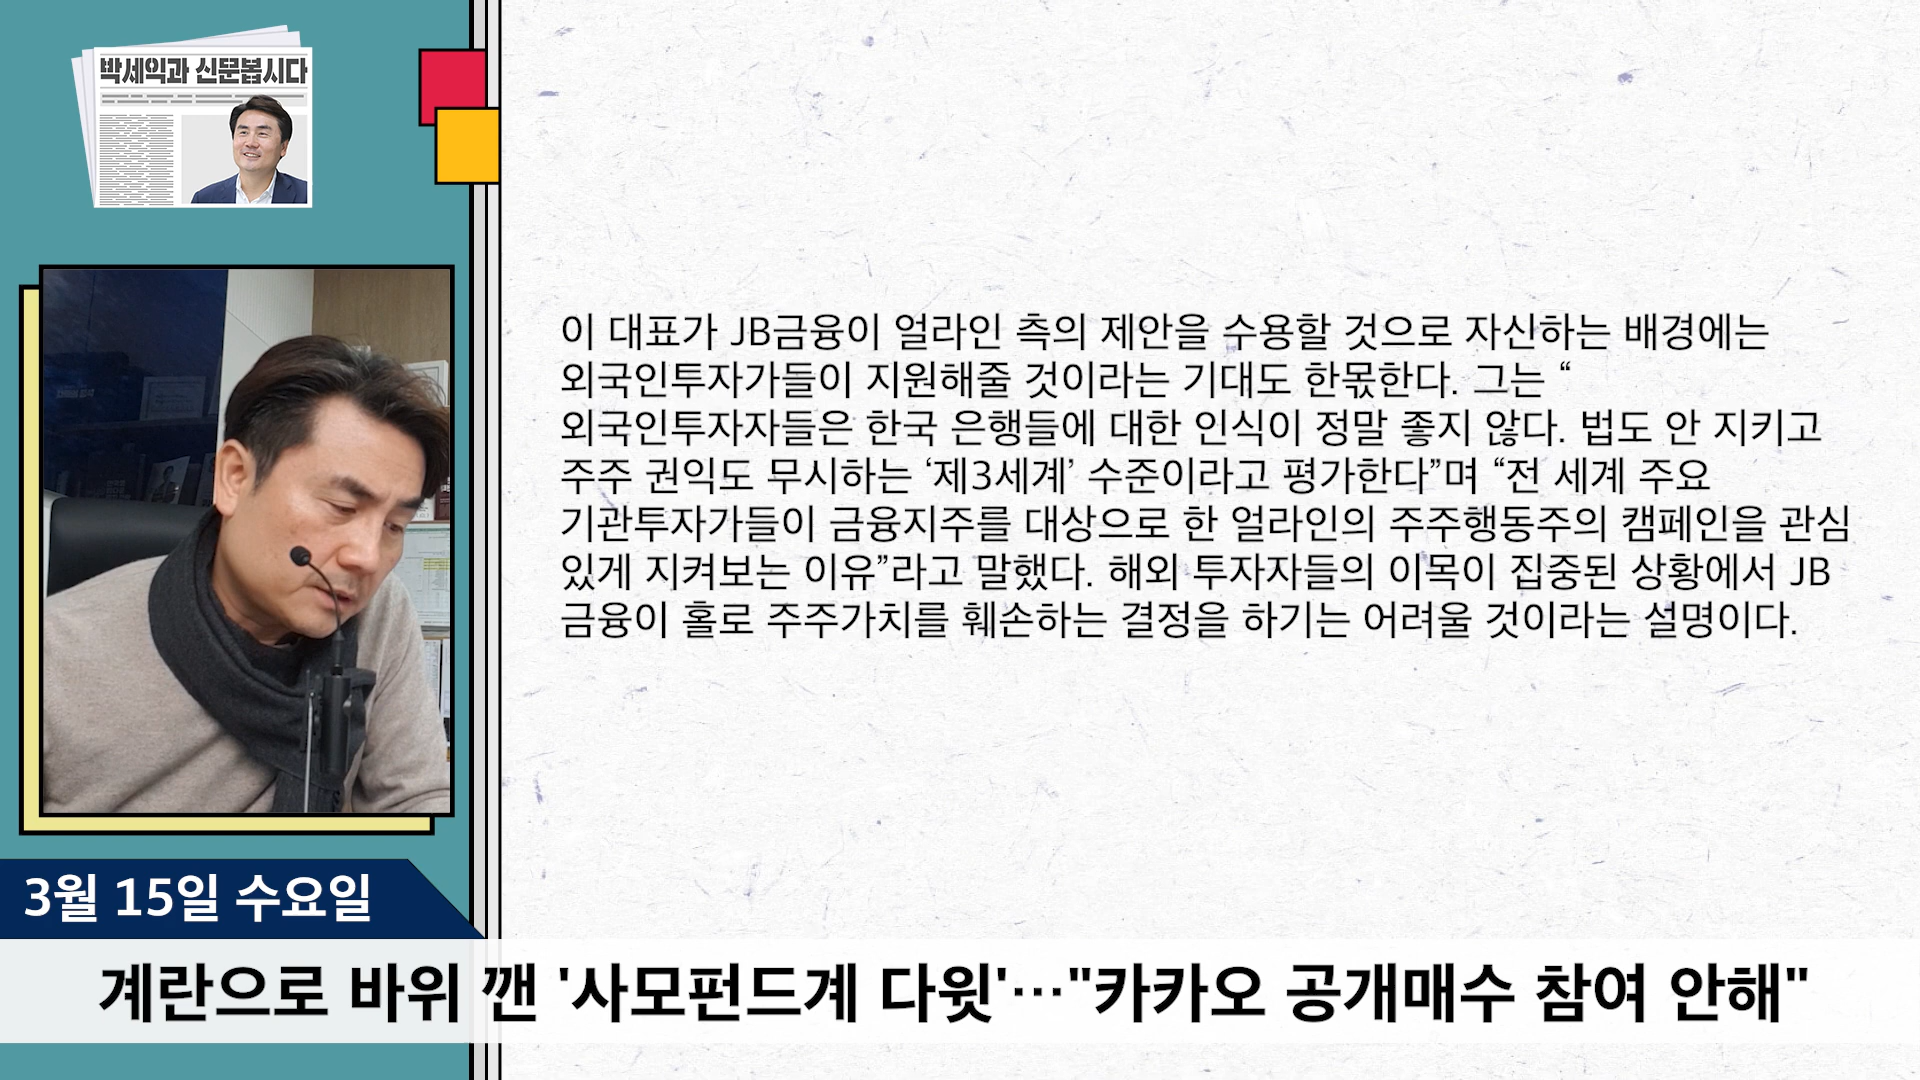 박세익과 신문봅시다
이 대표가 JB금융이 얼라인 측의 제안을 수용할 것으로 자신하는 배경에는
외국인투자가들이 지원해줄 것이라는 기대도 한몫한다. 그는 “
외국인투자자들은 한국 은행들에 대한 인식이 정말 좋지 않다. 법도 안 지키고
주주 권익도 무시하는 ‘제3세계’ 수준이라고 평가한다”며 “전 세계 주요
기관투자가들이 금융지주를 대상으로 한 얼라인의 주주행동주의 캠페인을 관심
있게 지켜보는 이유”라고 말했다. 해외 투자자들의 이목이 집중된 상황에서 JB
금융이 홀로 주주가치를 훼손하는 결정을 하기는 어려울 것이라는 설명이다.
3월 15일 수요일
계란으로 바위 깬 '사모펀드계 다윗'…"카카오 공개매수 참여 안해"